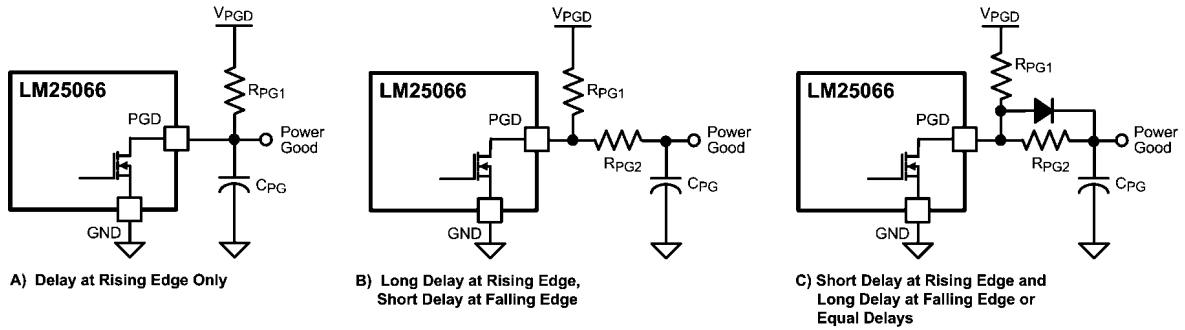 VPGD
RPG1
LM25066
PGD
Power
Good
CPG
GND
A) Delay at Rising Edge Only
VPGD
RPG1
LM25066
PGD
RPG2
Power
Good
CPG
GND
B) Long Delay at Rising Edge,
Short Delay at Falling Edge
VPGD
RPG1
LM25066
PGD
RPG2
Power
Good
CPG
GND
C) Short Delay at Rising Edge and
Long Delay at Falling Edge or
Equal Delays